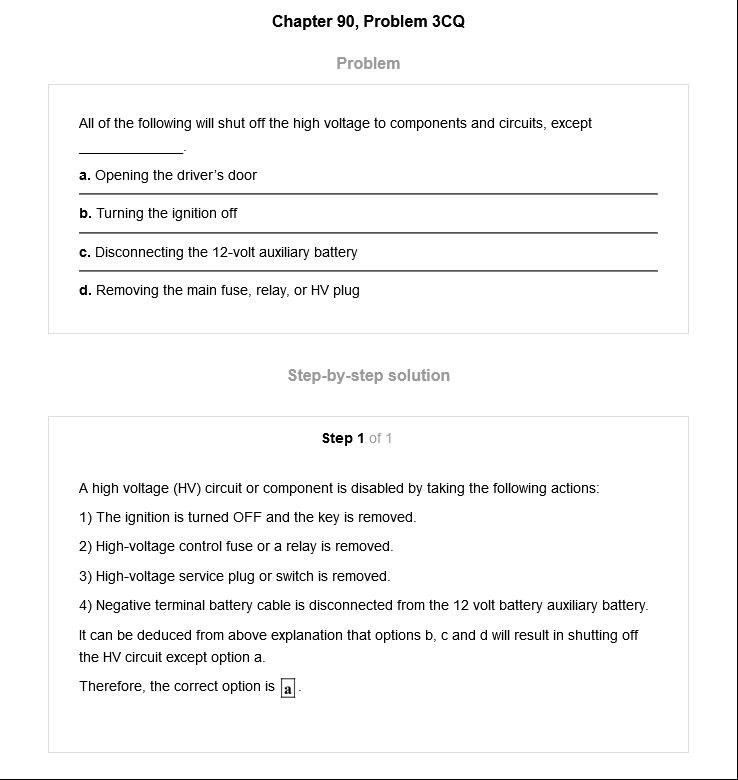 Chapter 90, Problem 3CQ
Problem
All of the following will shut off the high voltage to components and circuits, except
______________.
a. Opening the driver's door
b. Turning the ignition off
c. Disconnecting the 12-volt auxiliary battery
d. Removing the main fuse, relay, or HV plug
Step-by-step solution
Step 1 of 1
A high voltage (HV) circuit or component is disabled by taking the following actions:
1) The ignition is turned OFF and the key is removed.
2) High-voltage control fuse or a relay is removed.
3) High-voltage service plug or switch is removed.
4) Negative terminal battery cable is disconnected from the 12 volt battery auxiliary battery.
It can be deduced from above explanation that options b, c and d will result in shutting off
the HV circuit except option a.
Therefore, the correct option is a.